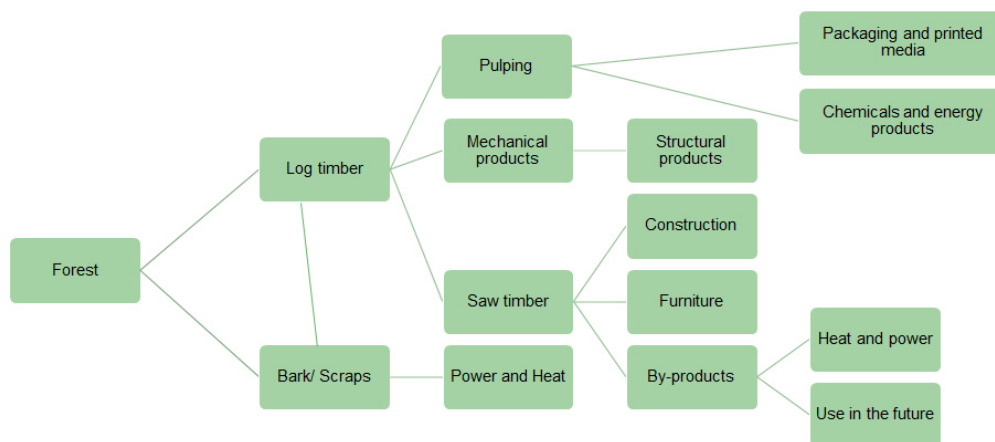 Packaging and printed
media
Pulping
Chemicals and energy
products
Mechanical
products
Structural
products
Log timber
Construction
Forest
Saw timber
Furniture
Heat and power
Bark/ Scraps
Power and Heat
By-products
Use in the future